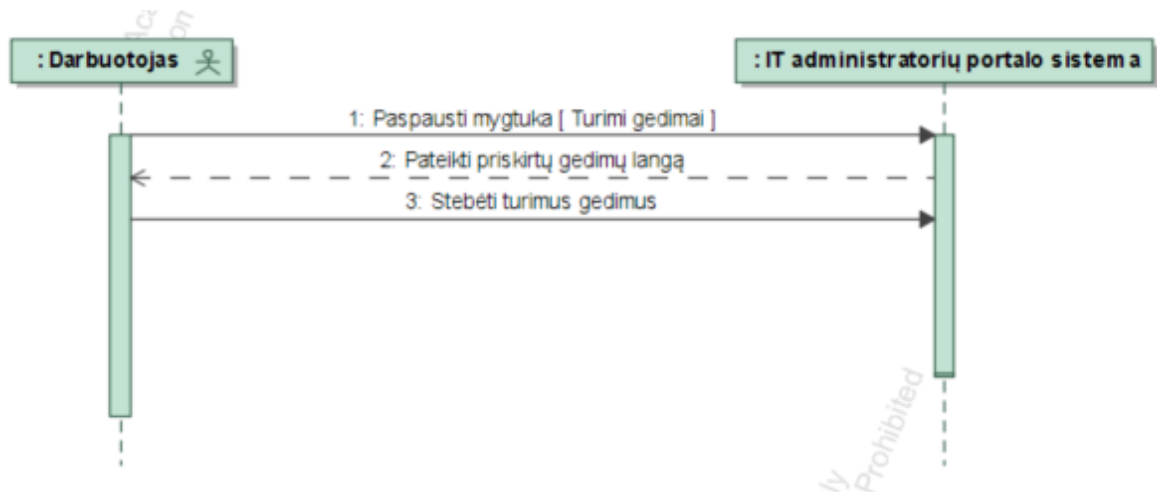 : Darbuotojas
: IT administratorių portalo sistema
1: Paspausti mygtuka [ Turimi gedimai ]
2: Pateikti priskirtų gedimų langą
3: Stebėti turimus gedimus
Prohibited